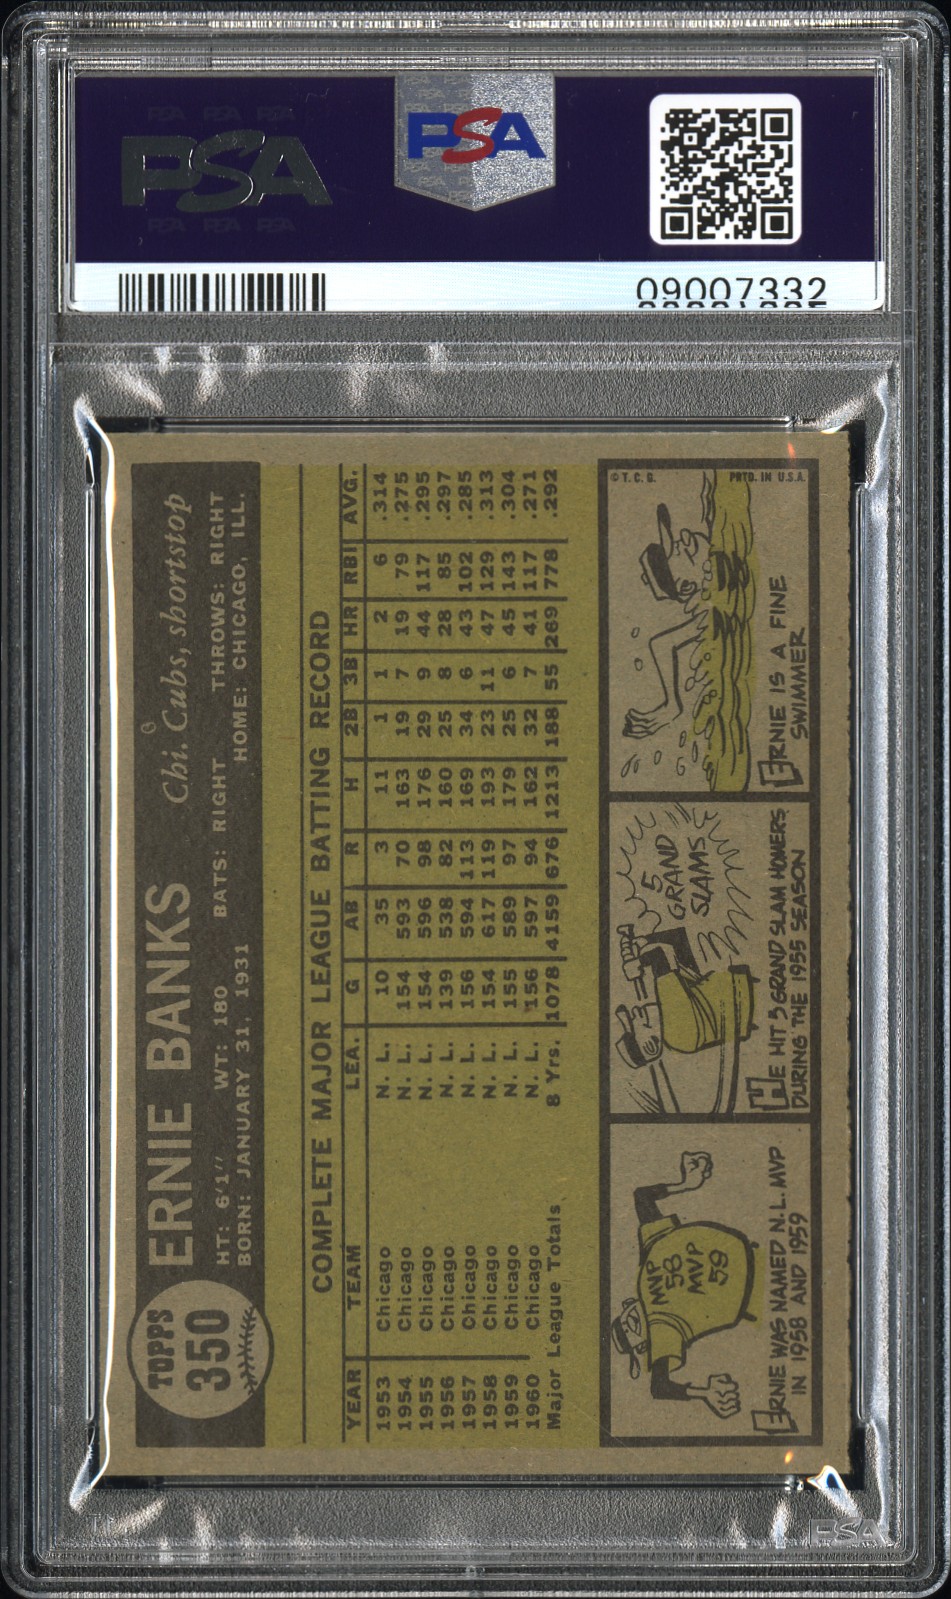 PSA
PSA
09007332
TOPPS
350
ERNIE BANKS
Chi. Cubs, shortstop
HT: 6'1" WT: 180 BATS: RIGHT THROWS: RIGHT
BORN: JANUARY 31, 1931 HOME: CHICAGO, ILL.
COMPLETE MAJOR LEAGUE BATTING RECORD
YEAR TEAM LEA. G AB R H 2B 3B HR RBI AVG.
1953 Chicago N. L. 10 35 3 11 1 1 2 6 .314
1954 Chicago N. L. 154 593 70 163 19 7 19 79 .275
1955 Chicago N. L. 154 596 98 176 29 9 44 117 .295
1956 Chicago N. L. 139 538 82 160 25 8 28 85 .297
1957 Chicago N. L. 156 594 113 169 34 6 43 102 .285
1958 Chicago N. L. 154 617 119 193 23 11 47 129 .313
1959 Chicago N. L. 155 589 97 179 25 6 45 143 .304
1960 Chicago N. L. 156 597 94 162 32 7 41 117 .271
Major League Totals 8 Yrs. 1078 4159 676 1213 188 55 269 778 .292
MVP
58
MVP
59
ERNIE WAS NAMED N.L. MVP
IN 1958 AND 1959
5
GRAND
SLAMS
HE HIT 5 GRAND SLAM HOMERS
DURING THE 1955 SEASON
© T. C. G. PRTD. IN U.S.A.
ERNIE IS A FINE
SWIMMER
PSA